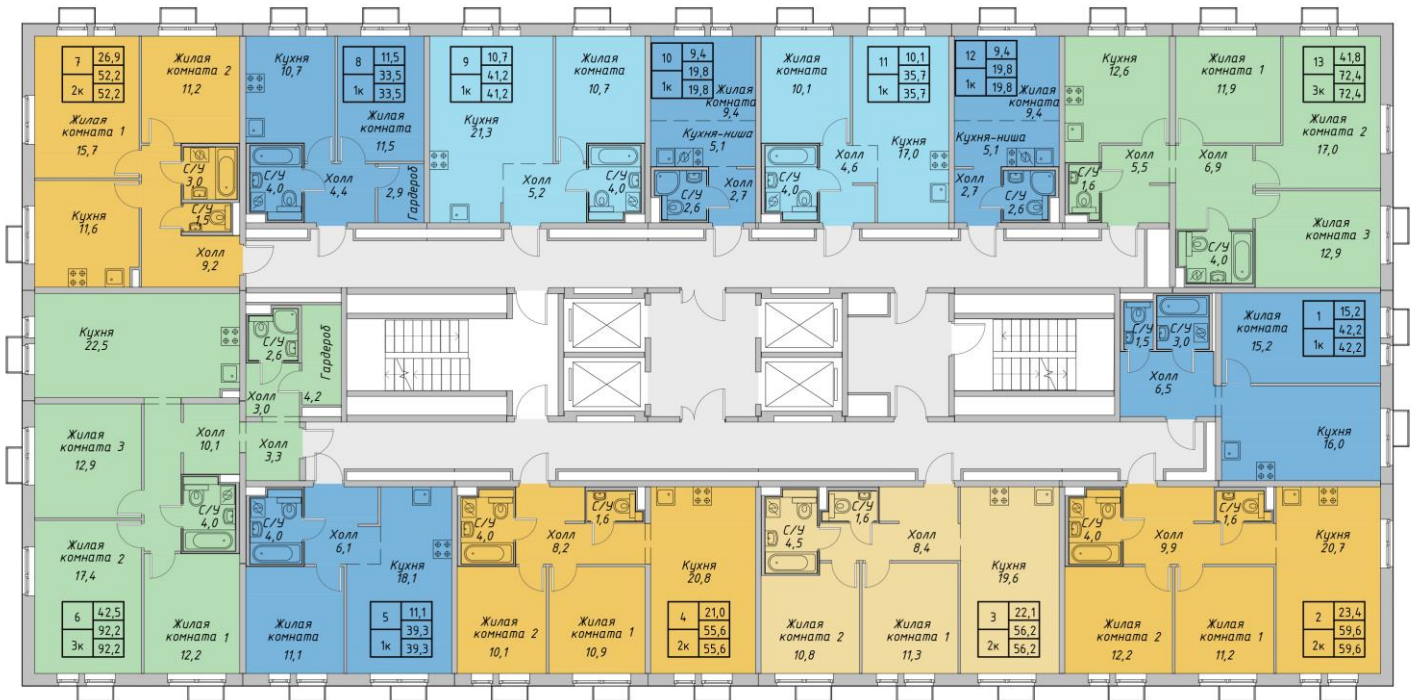 7
26,9
52,2
2к
52,2
Жилая
комната 2
11,2
Жилая
комната 1
15,7
С/У
3,0
С/У
1,5
Кухня
11,6
Холл
9,2
Кухня
10,7
8
11,5
33,5
1к
33,5
Жилая
комната
11,5
С/У
4,0
Холл
4,4
2,9
Гардероб
9
10,7
41,2
1к
41,2
Кухня
21,3
Жилая
комната
10,7
Холл
5,2
С/У
4,0
10
9,4
19,8
1к
19,8
Жилая
комната
9,4
Кухня-ниша
5,1
С/У
2,6
Холл
2,7
Жилая
комната
10,1
11
10,1
35,7
1к
35,7
С/У
4,0
Холл
4,6
Кухня
17,0
12
9,4
19,8
1к
19,8
Жилая
комната
9,4
Кухня-ниша
5,1
Холл
2,7
С/У
2,6
Кухня
12,6
С/У
1,6
Холл
5,5
Жилая
комната 1
11,9
13
41,8
72,4
3к
72,4
Жилая
комната 2
17,0
Холл
6,9
С/У
4,0
Жилая
комната 3
12,9
Кухня
22,5
С/У
2,6
Гардероб
4,2
Холл
3,0
Холл
3,3
Холл
10,1
Жилая
комната 3
12,9
С/У
4,0
Жилая
комната 2
17,4
6
42,5
92,2
3к
92,2
Жилая
комната 1
12,2
С/У
1,5
С/У
3,0
Холл
6,5
Жилая
комната
15,2
1
15,2
42,2
1к
42,2
Кухня
16,0
С/У
4,0
Холл
6,1
Кухня
18,1
Жилая
комната
11,1
5
11,1
39,3
1к
39,3
С/У
4,0
Холл
8,2
С/У
1,6
Кухня
20,8
Жилая
комната 2
10,1
Жилая
комната 1
10,9
4
21,0
55,6
2к
55,6
С/У
4,5
С/У
1,6
Холл
8,4
Кухня
19,6
Жилая
комната 2
10,8
Жилая
комната 1
11,3
3
22,1
56,2
2к
56,2
С/У
4,0
Холл
9,9
С/У
1,6
Кухня
20,7
Жилая
комната 2
12,2
Жилая
комната 1
11,2
2
23,4
59,6
2к
59,6